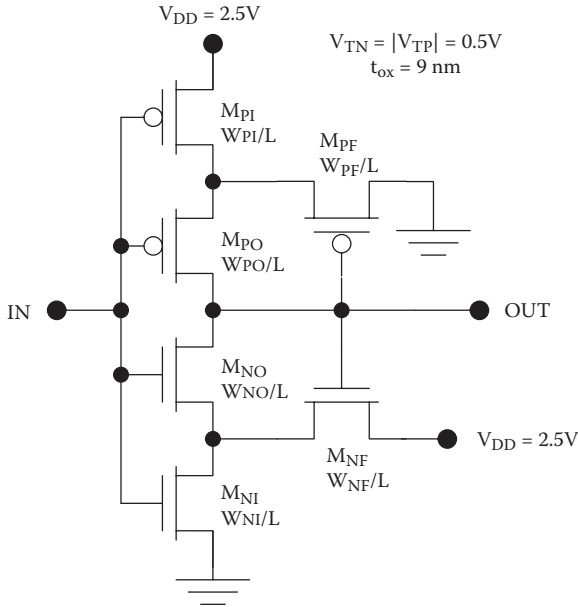 V_DD = 2.5V
V_TN = |V_TP| = 0.5V
t_ox = 9 nm
M_PI
W_PI/L
M_PF
W_PF/L
M_PO
W_PO/L
IN
OUT
M_NO
W_NO/L
V_DD = 2.5V
M_NF
W_NF/L
M_NI
W_NI/L